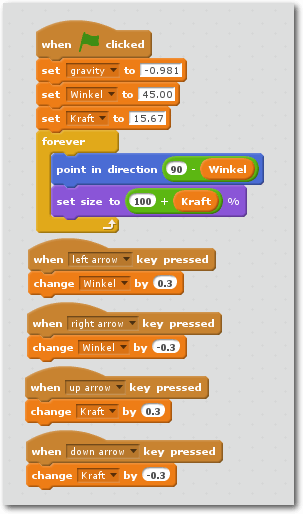 when clicked
set gravity to -0.981
set Winkel to 45.00
set Kraft to 15.67
forever
point in direction 90 - Winkel
set size to 100 + Kraft %
when left arrow key pressed
change Winkel by 0.3
when right arrow key pressed
change Winkel by -0.3
when up arrow key pressed
change Kraft by 0.3
when down arrow key pressed
change Kraft by -0.3